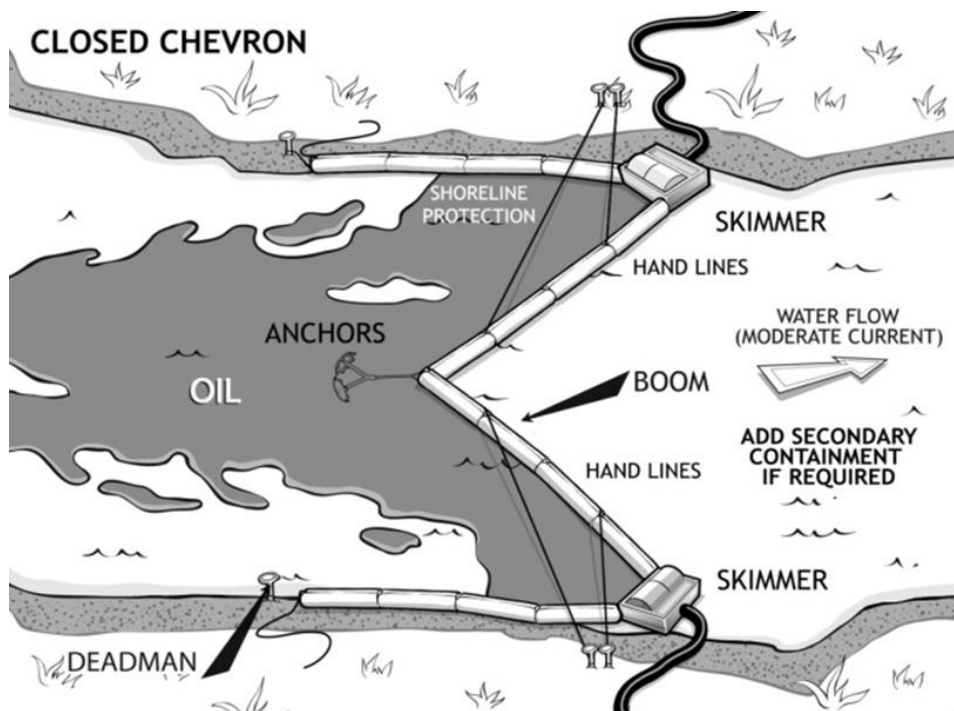 CLOSED CHEVRON
SHORELINE
PROTECTION
SKIMMER
HAND LINES
ANCHORS
WATER FLOW
(MODERATE CURRENT)
OIL
BOOM
ADD SECONDARY
CONTAINMENT
IF REQUIRED
HAND LINES
SKIMMER
DEADMAN